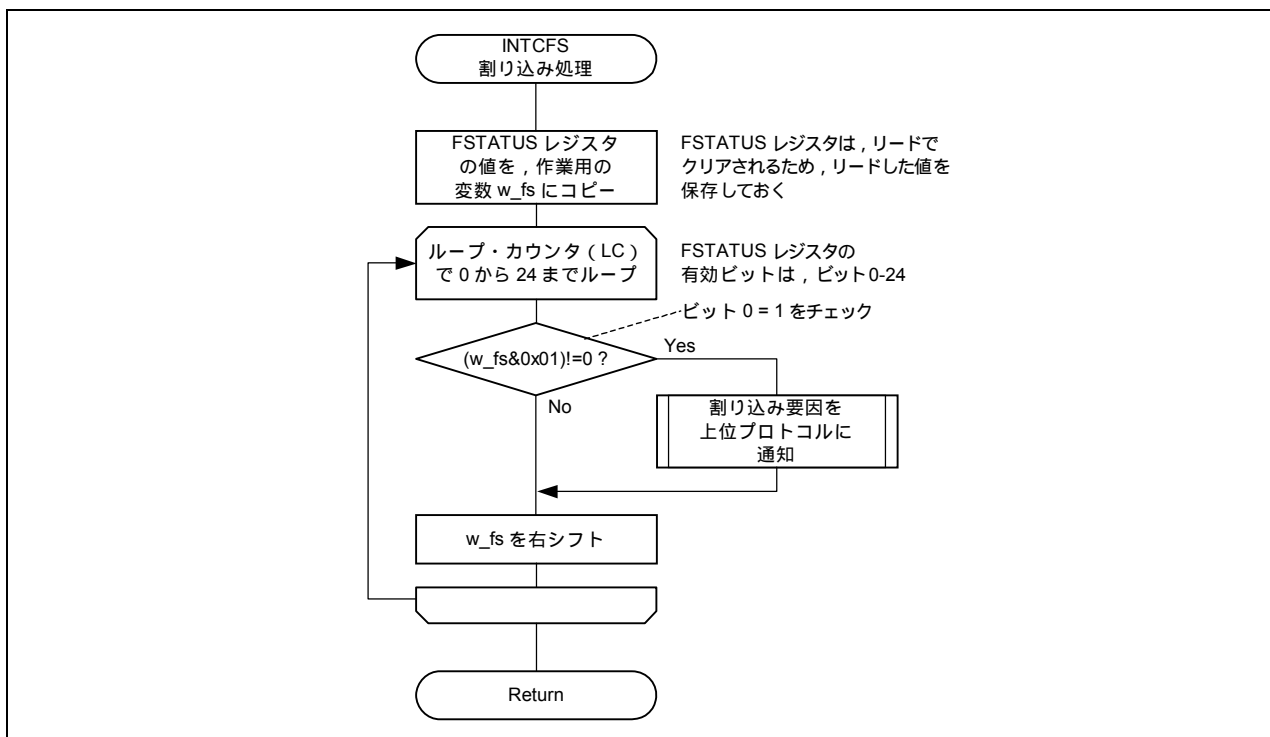 INTCFS
割り込み処理
FSTATUS レジスタ
の値を，作業用の
変数 w_fs にコピー
FSTATUS レジスタは，リードで
クリアされるため，リードした値を
保存しておく
ループ・カウンタ（LC）
で 0 から 24 までループ
FSTATUS レジスタの
有効ビットは，ビット0-24
ビット 0 = 1 をチェック
(w_fs&0x01)!=0 ?
Yes
No
割り込み要因を
上位プロトコルに
通知
w_fs を右シフト
Return